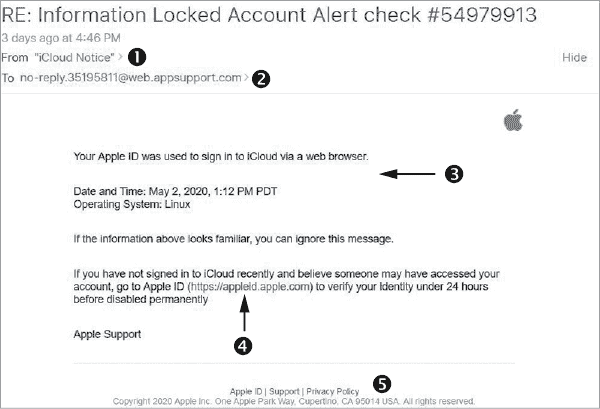 RE: Information Locked Account Alert check #54979913
3 days ago at 4:46 PM
From "iCloud Notice" > ❶ Hide
To no-reply.35195811@web.appsupport.com > ❷
Your Apple ID was used to sign in to iCloud via a web browser.
❸
Date and Time: May 2, 2020, 1:12 PM PDT
Operating System: Linux
If the information above looks familiar, you can ignore this message.
If you have not signed in to iCloud recently and believe someone may have accessed your
account, go to Apple ID (https://appleid.apple.com) to verify your Identity under 24 hours
before disabled permanently
❹
Apple Support
❺
Apple ID | Support | Privacy Policy
Copyright 2020 Apple Inc. One Apple Park Way, Cupertino, CA 95014 USA. All rights reserved.